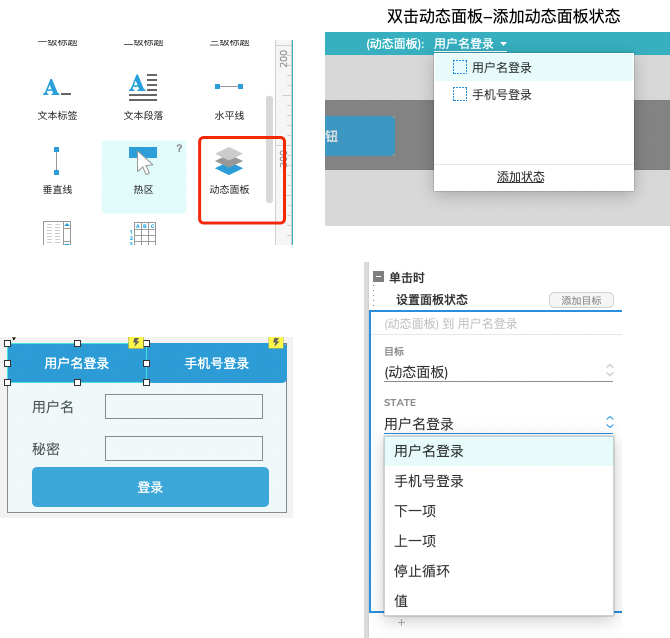 双击动态面板–添加动态面板状态
一级标题
二级标题
三级标题
200
文本标签
文本段落
水平线
?
300
垂直线
热区
动态面板
A B C
1
2
3
(动态面板):
用户名登录
用户名登录
手机号登录
钮
添加状态
用户名登录
手机号登录
用户名
秘密
登录
单击时
设置面板状态
添加目标
(动态面板) 到 用户名登录
目标
(动态面板)
STATE
用户名登录
用户名登录
手机号登录
下一项
上一项
停止循环
值
+